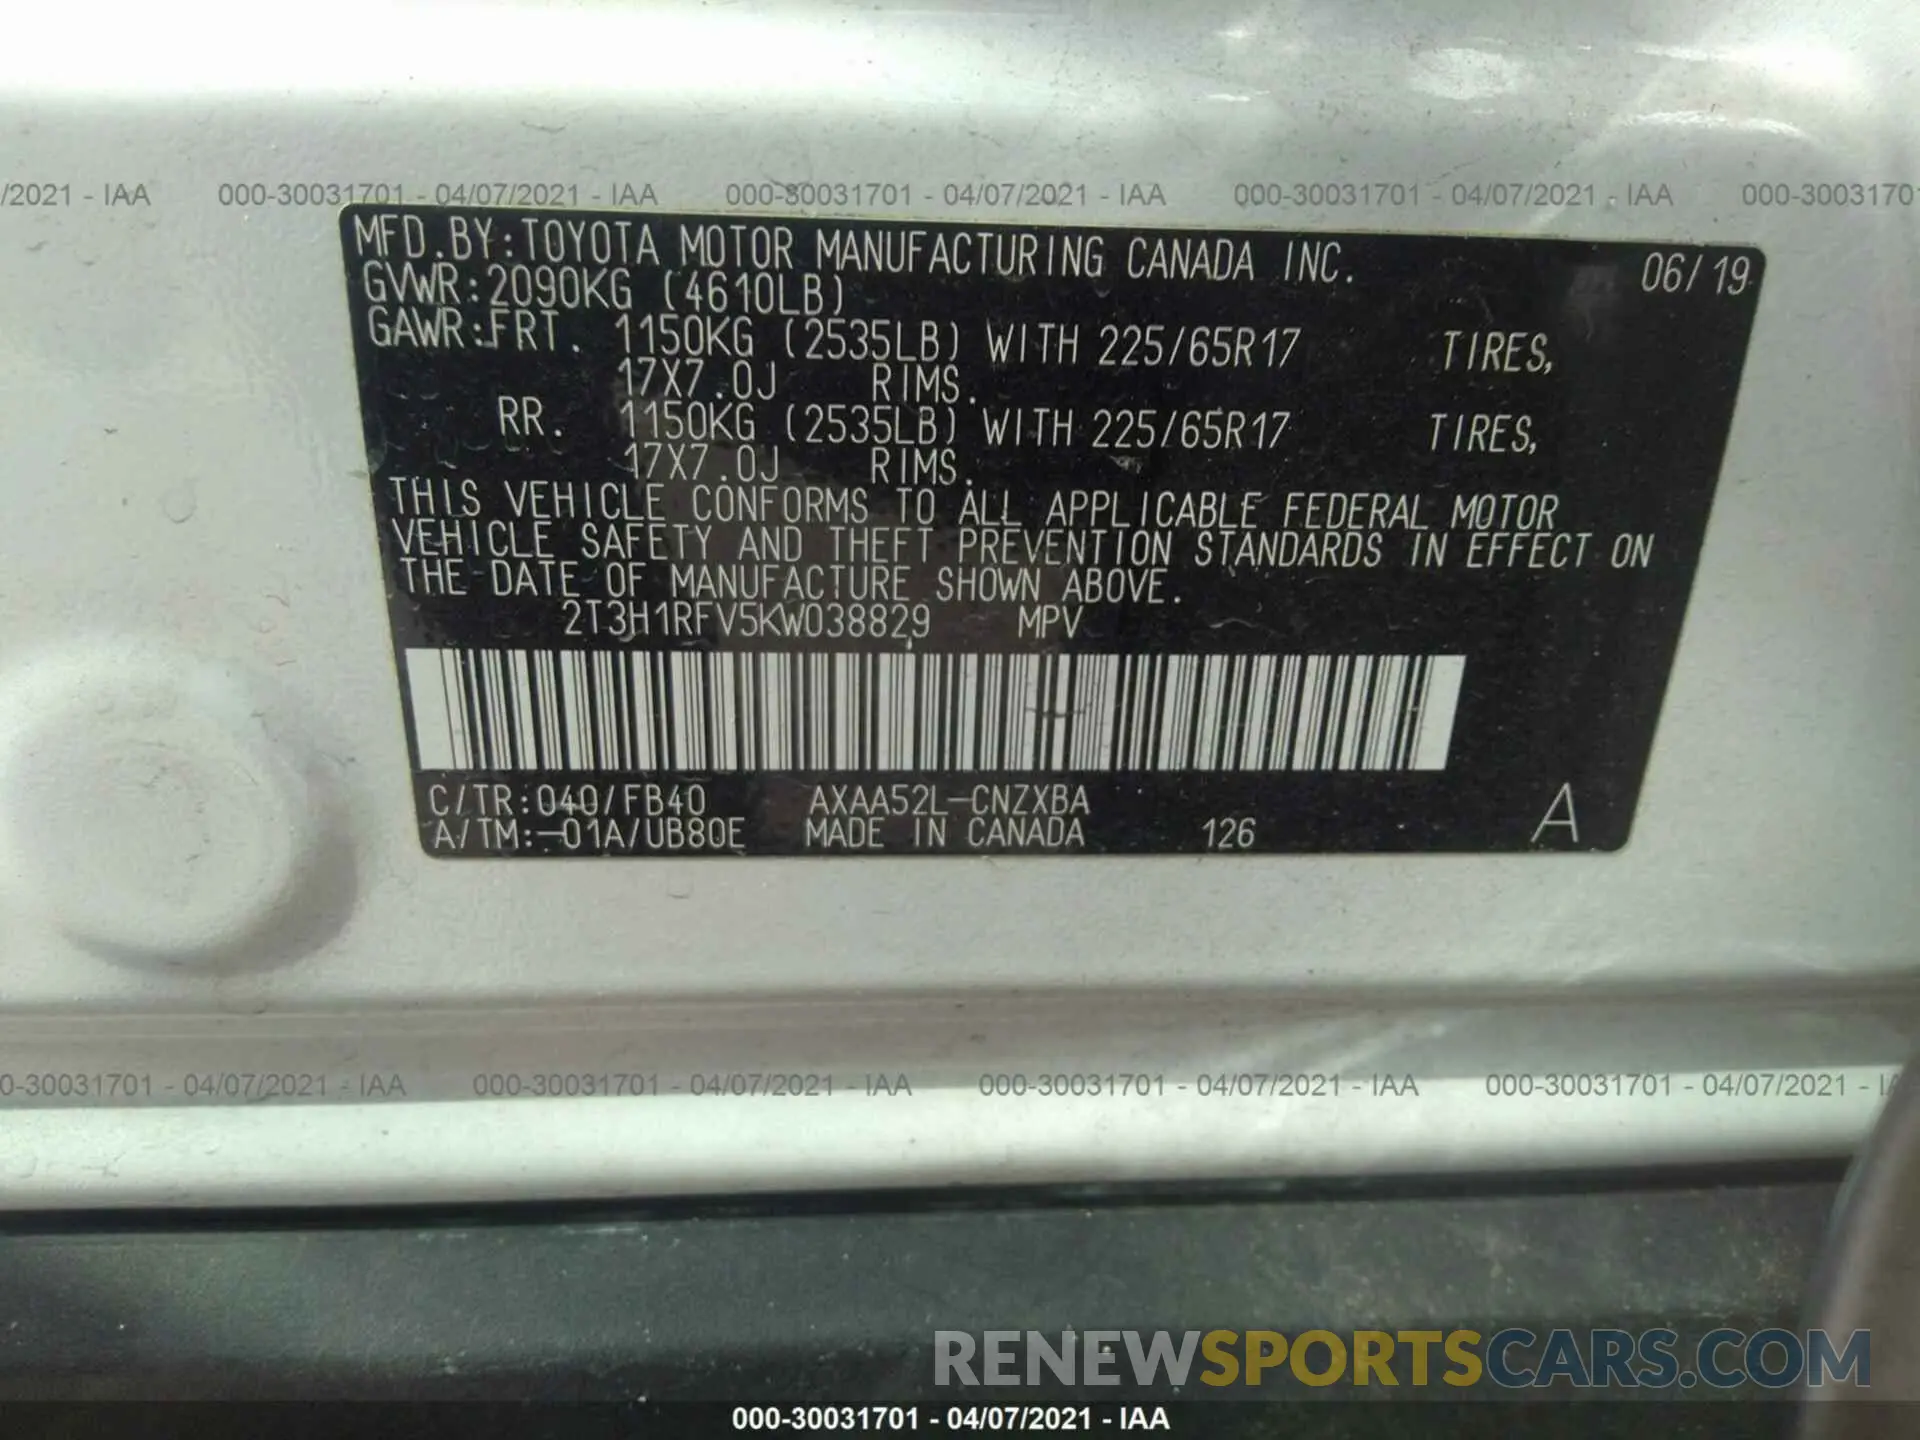 /2021 - IAA 000-30031701 - 04/07/2021 - IAA 000-30031701 - 04/07/2021 - IAA 000-30031701 - 04/07/2021 - IAA 000-3003170
MFD.BY:TOYOTA MOTOR MANUFACTURING CANADA INC. 06/19
GVWR:2090KG (4610LB)
GAWR:FRT. 1150KG (2535LB) WITH 225/65R17 TIRES,
17X7.0J RIMS.
RR. 1150KG (2535LB) WITH 225/65R17 TIRES,
17X7.0J RIMS.
THIS VEHICLE CONFORMS TO ALL APPLICABLE FEDERAL MOTOR
VEHICLE SAFETY AND THEFT PREVENTION STANDARDS IN EFFECT ON
THE DATE OF MANUFACTURE SHOWN ABOVE.
2T3H1RFV5KW038829 MPV
C/TR:040/FB40 AXAA52L-CNZXBA
A/TM:-01A/UB80E MADE IN CANADA 126 A
0-30031701 - 04/07/2021 - IAA 000-30031701 - 04/07/2021 - IAA 000-30031701 - 04/07/2021 - IAA 000-30031701 - 04/07/2021 - I
RENEWSPORTSCARS.COM
000-30031701 - 04/07/2021 - IAA